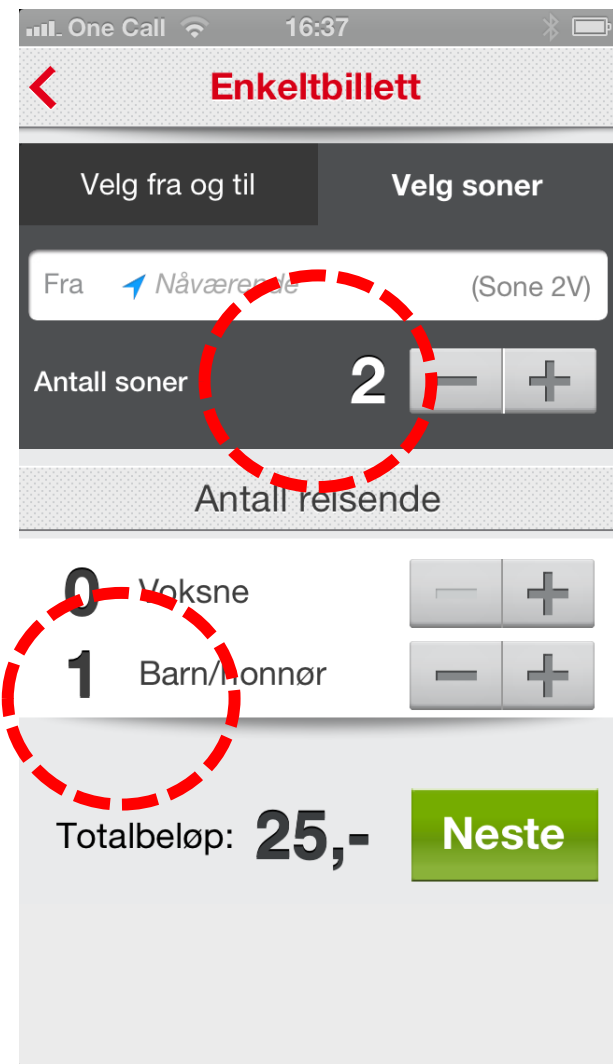 One Call 16:37
Enkeltbillett
Velg fra og til Velg soner
Fra Nåværende (Sone 2V)
Antall soner 2
Antall reisende
0 Voksne
1 Barn/honnør
Totalbeløp: 25,- Neste